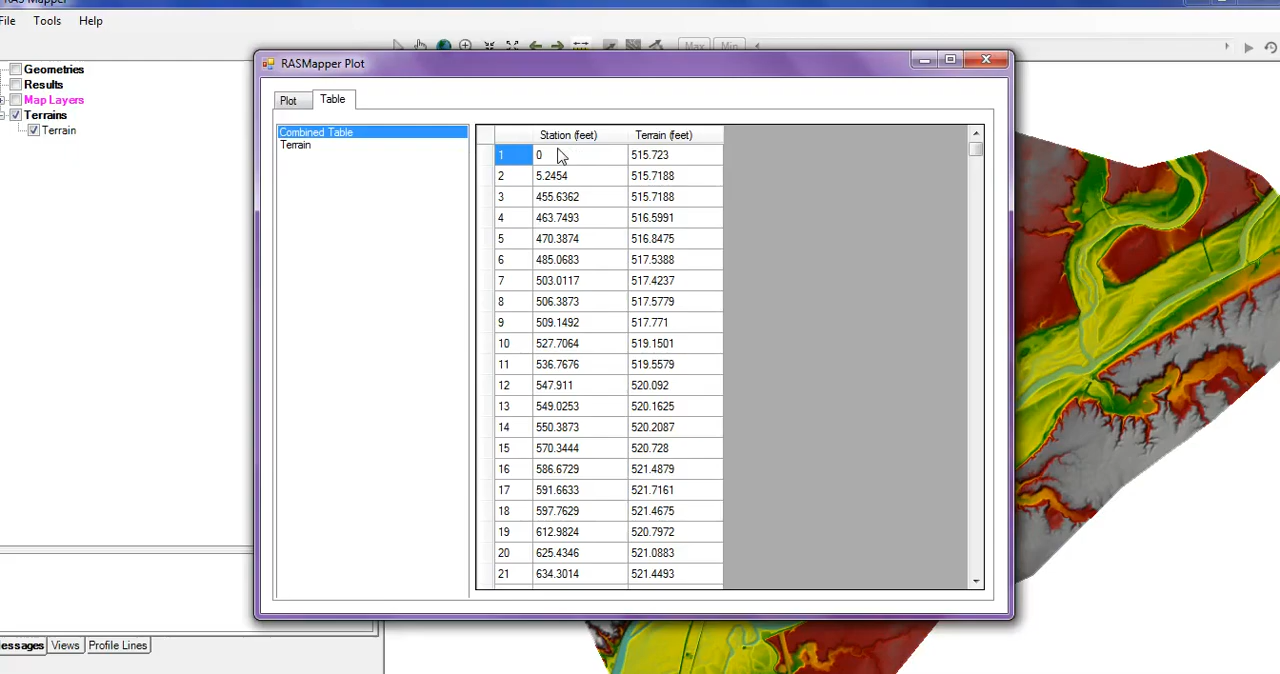 RAS Mapper
File Tools Help
Max Min
RASMapper Plot
Geometries
Results
Map Layers
Terrains
Terrain
Plot Table
Combined Table
Terrain
Station (feet) Terrain (feet)
1 0 515.723
2 5.2454 515.7188
3 455.6362 515.7188
4 463.7493 516.5991
5 470.3874 516.8475
6 485.0683 517.5388
7 503.0117 517.4237
8 506.3873 517.5779
9 509.1492 517.771
10 527.7064 519.1501
11 536.7676 519.5579
12 547.911 520.092
13 549.0253 520.1625
14 550.3873 520.2087
15 570.3444 520.728
16 586.6729 521.4879
17 591.6633 521.7161
18 597.7629 521.4675
19 612.9824 520.7972
20 625.4346 521.0883
21 634.3014 521.4493
essages Views Profile Lines